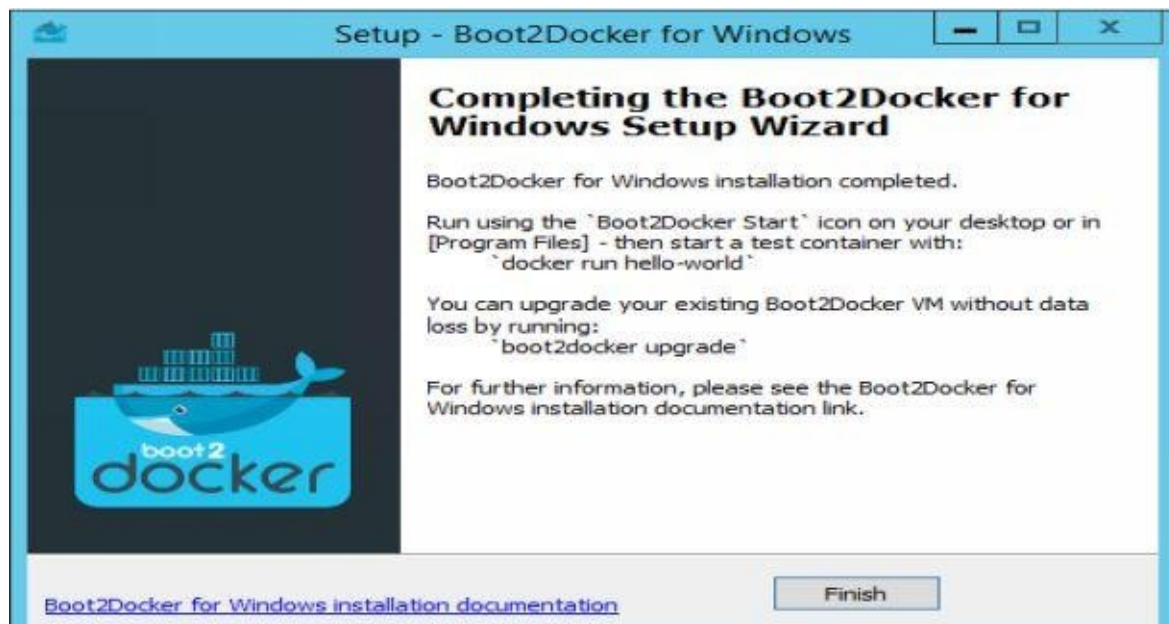 Setup - Boot2Docker for Windows
Completing the Boot2Docker for
Windows Setup Wizard
Boot2Docker for Windows installation completed.
Run using the `Boot2Docker Start` icon on your desktop or in
[Program Files] - then start a test container with:
`docker run hello-world`
You can upgrade your existing Boot2Docker VM without data
loss by running:
`boot2docker upgrade`
For further information, please see the Boot2Docker for
Windows installation documentation link.
boot2
docker
Boot2Docker for Windows installation documentation
Finish